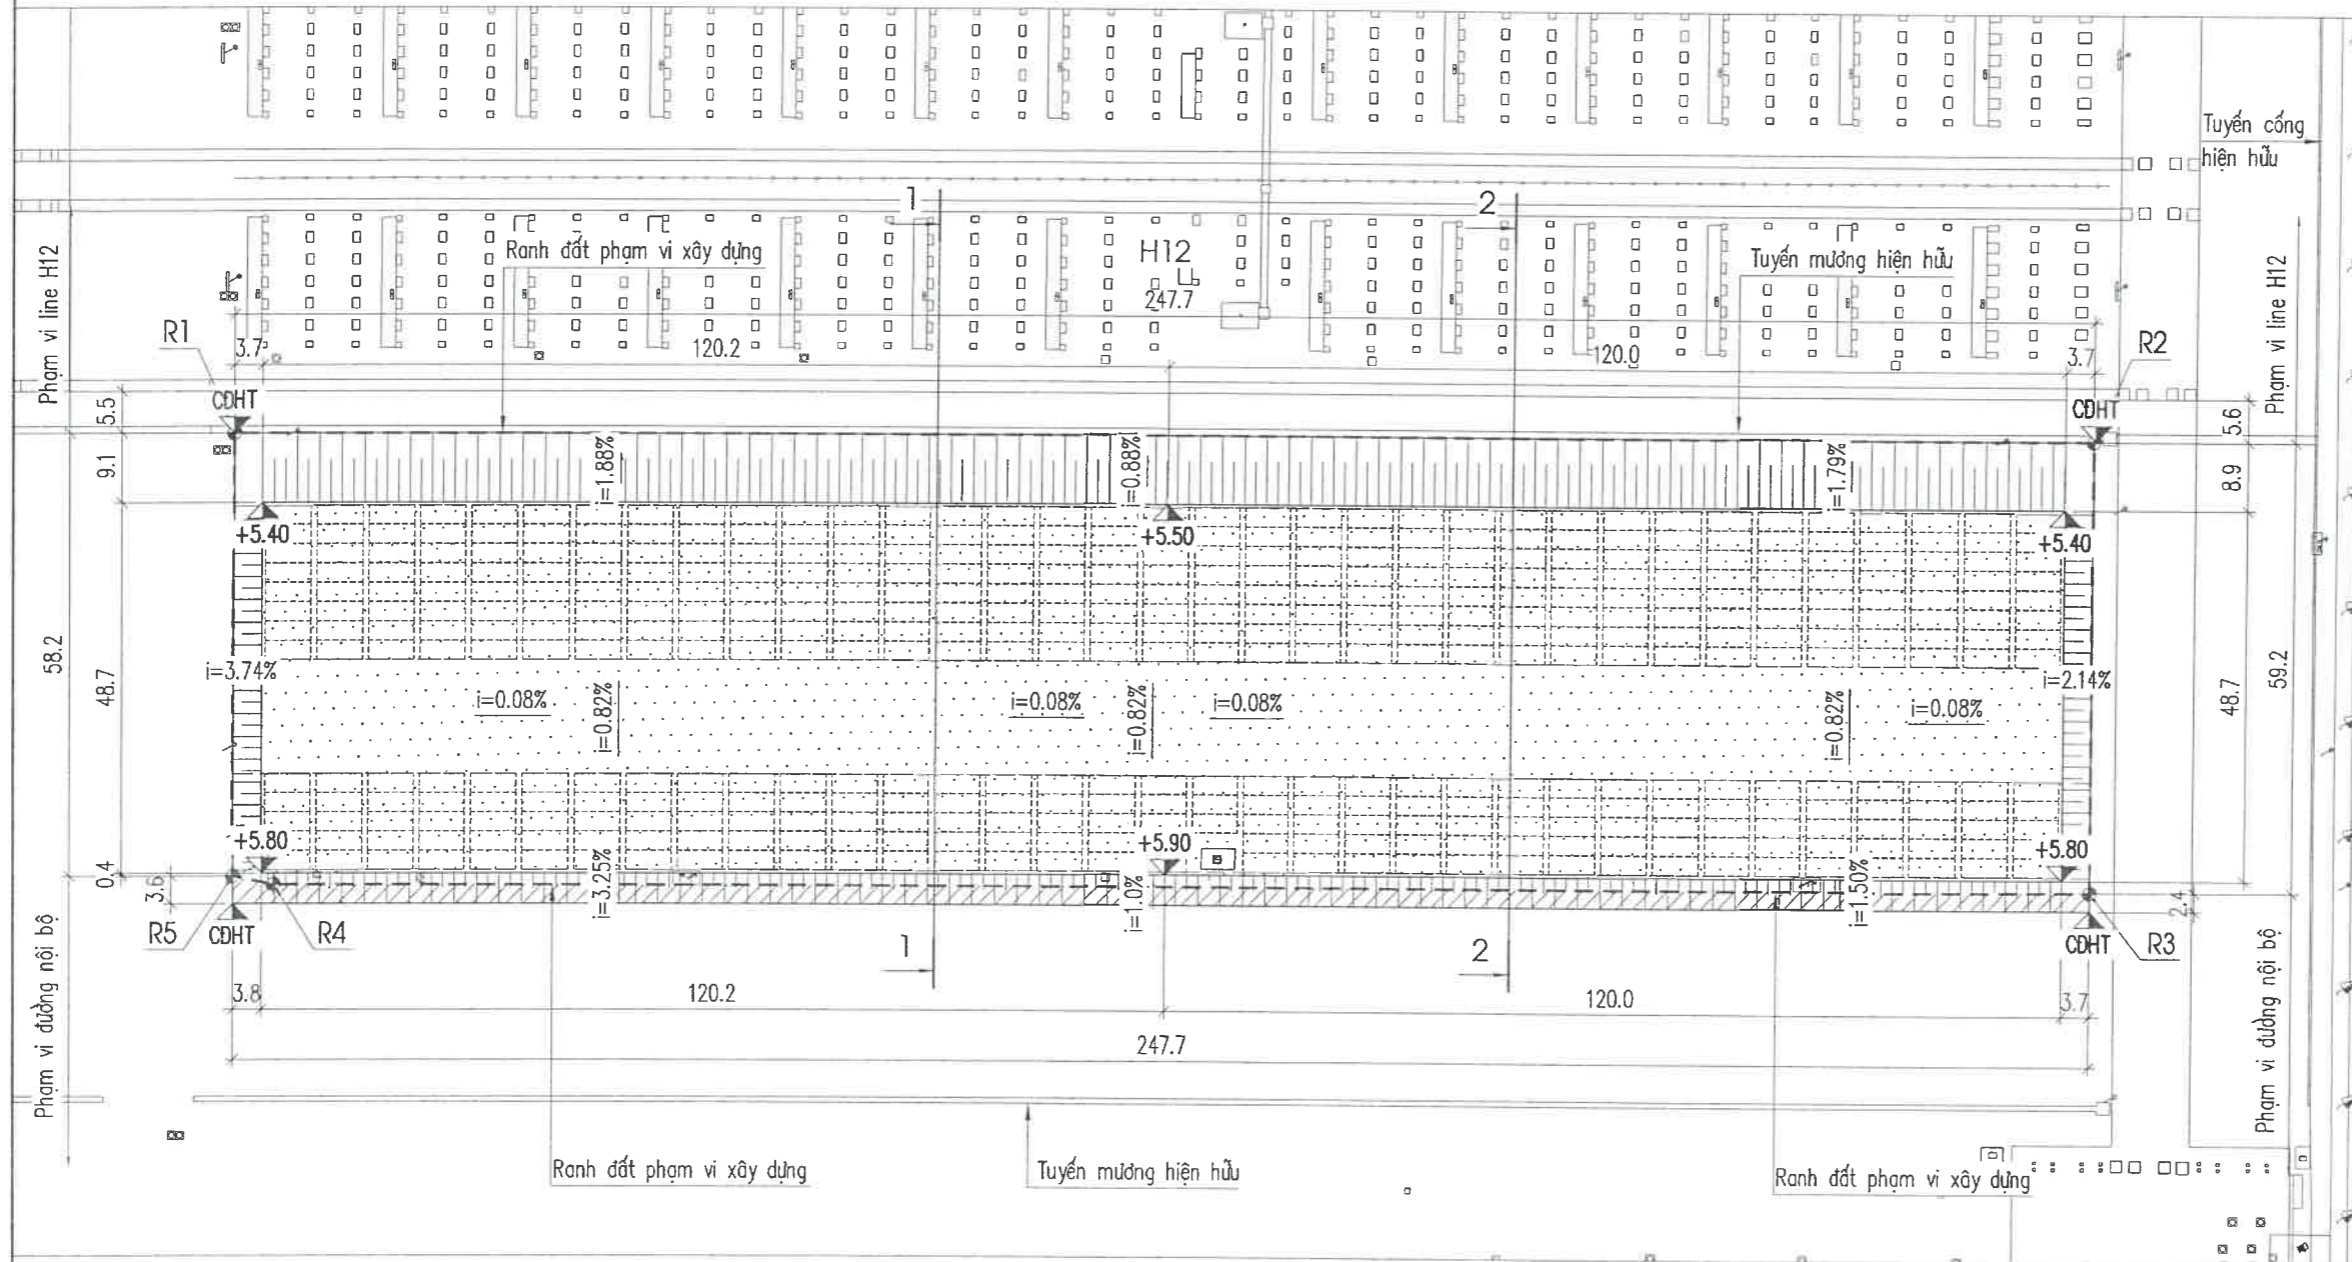 Tuyến cống
hiện hữu
1
2
Ranh đất phạm vi xây dựng
H12
Tuyến mương hiện hữu
247.7
Phạm vi line H12
Phạm vi line H12
R1
3.7
120.2
120.0
3.7
R2
CĐHT
CĐHT
5.5
5.6
9.1
i=1.88%
i=0.88%
i=1.79%
8.9
+5.40
+5.50
+5.40
58.2
48.7
i=3.74%
i=0.08%
i=0.82%
i=0.08%
i=0.82%
i=0.08%
i=0.82%
i=0.08%
i=2.14%
48.7
59.2
+5.80
+5.90
+5.80
0.4
3.6
i=3.25%
i=1.0%
i=1.50%
2.4
R5
CĐHT
R4
1
2
CĐHT
R3
Phạm vi đường nội bộ
Phạm vi đường nội bộ
3.8
120.2
120.0
3.7
247.7
Ranh đất phạm vi xây dựng
Tuyến mương hiện hữu
Ranh đất phạm vi xây dựng